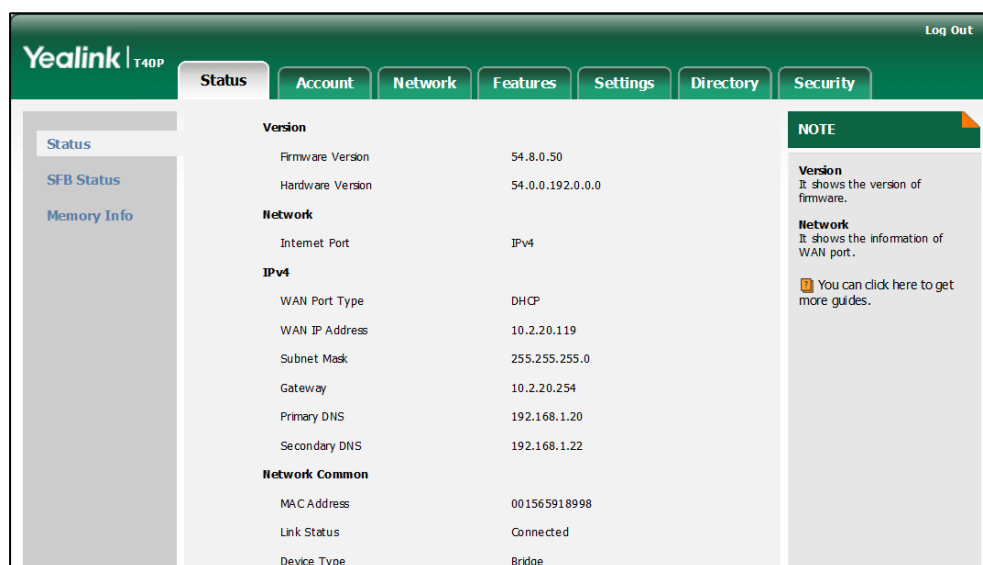 Log Out
Yealink | T40P
Status Account Network Features Settings Directory Security
Status
SFB Status
Memory Info
Version
Firmware Version 54.8.0.50
Hardware Version 54.0.0.192.0.0.0
Network
Internet Port IPv4
IPv4
WAN Port Type DHCP
WAN IP Address 10.2.20.119
Subnet Mask 255.255.255.0
Gateway 10.2.20.254
Primary DNS 192.168.1.20
Secondary DNS 192.168.1.22
Network Common
MAC Address 001565918998
Link Status Connected
Device Type Bridge
NOTE
Version
It shows the version of
firmware.
Network
It shows the information of
WAN port.
? You can click here to get
more guides.